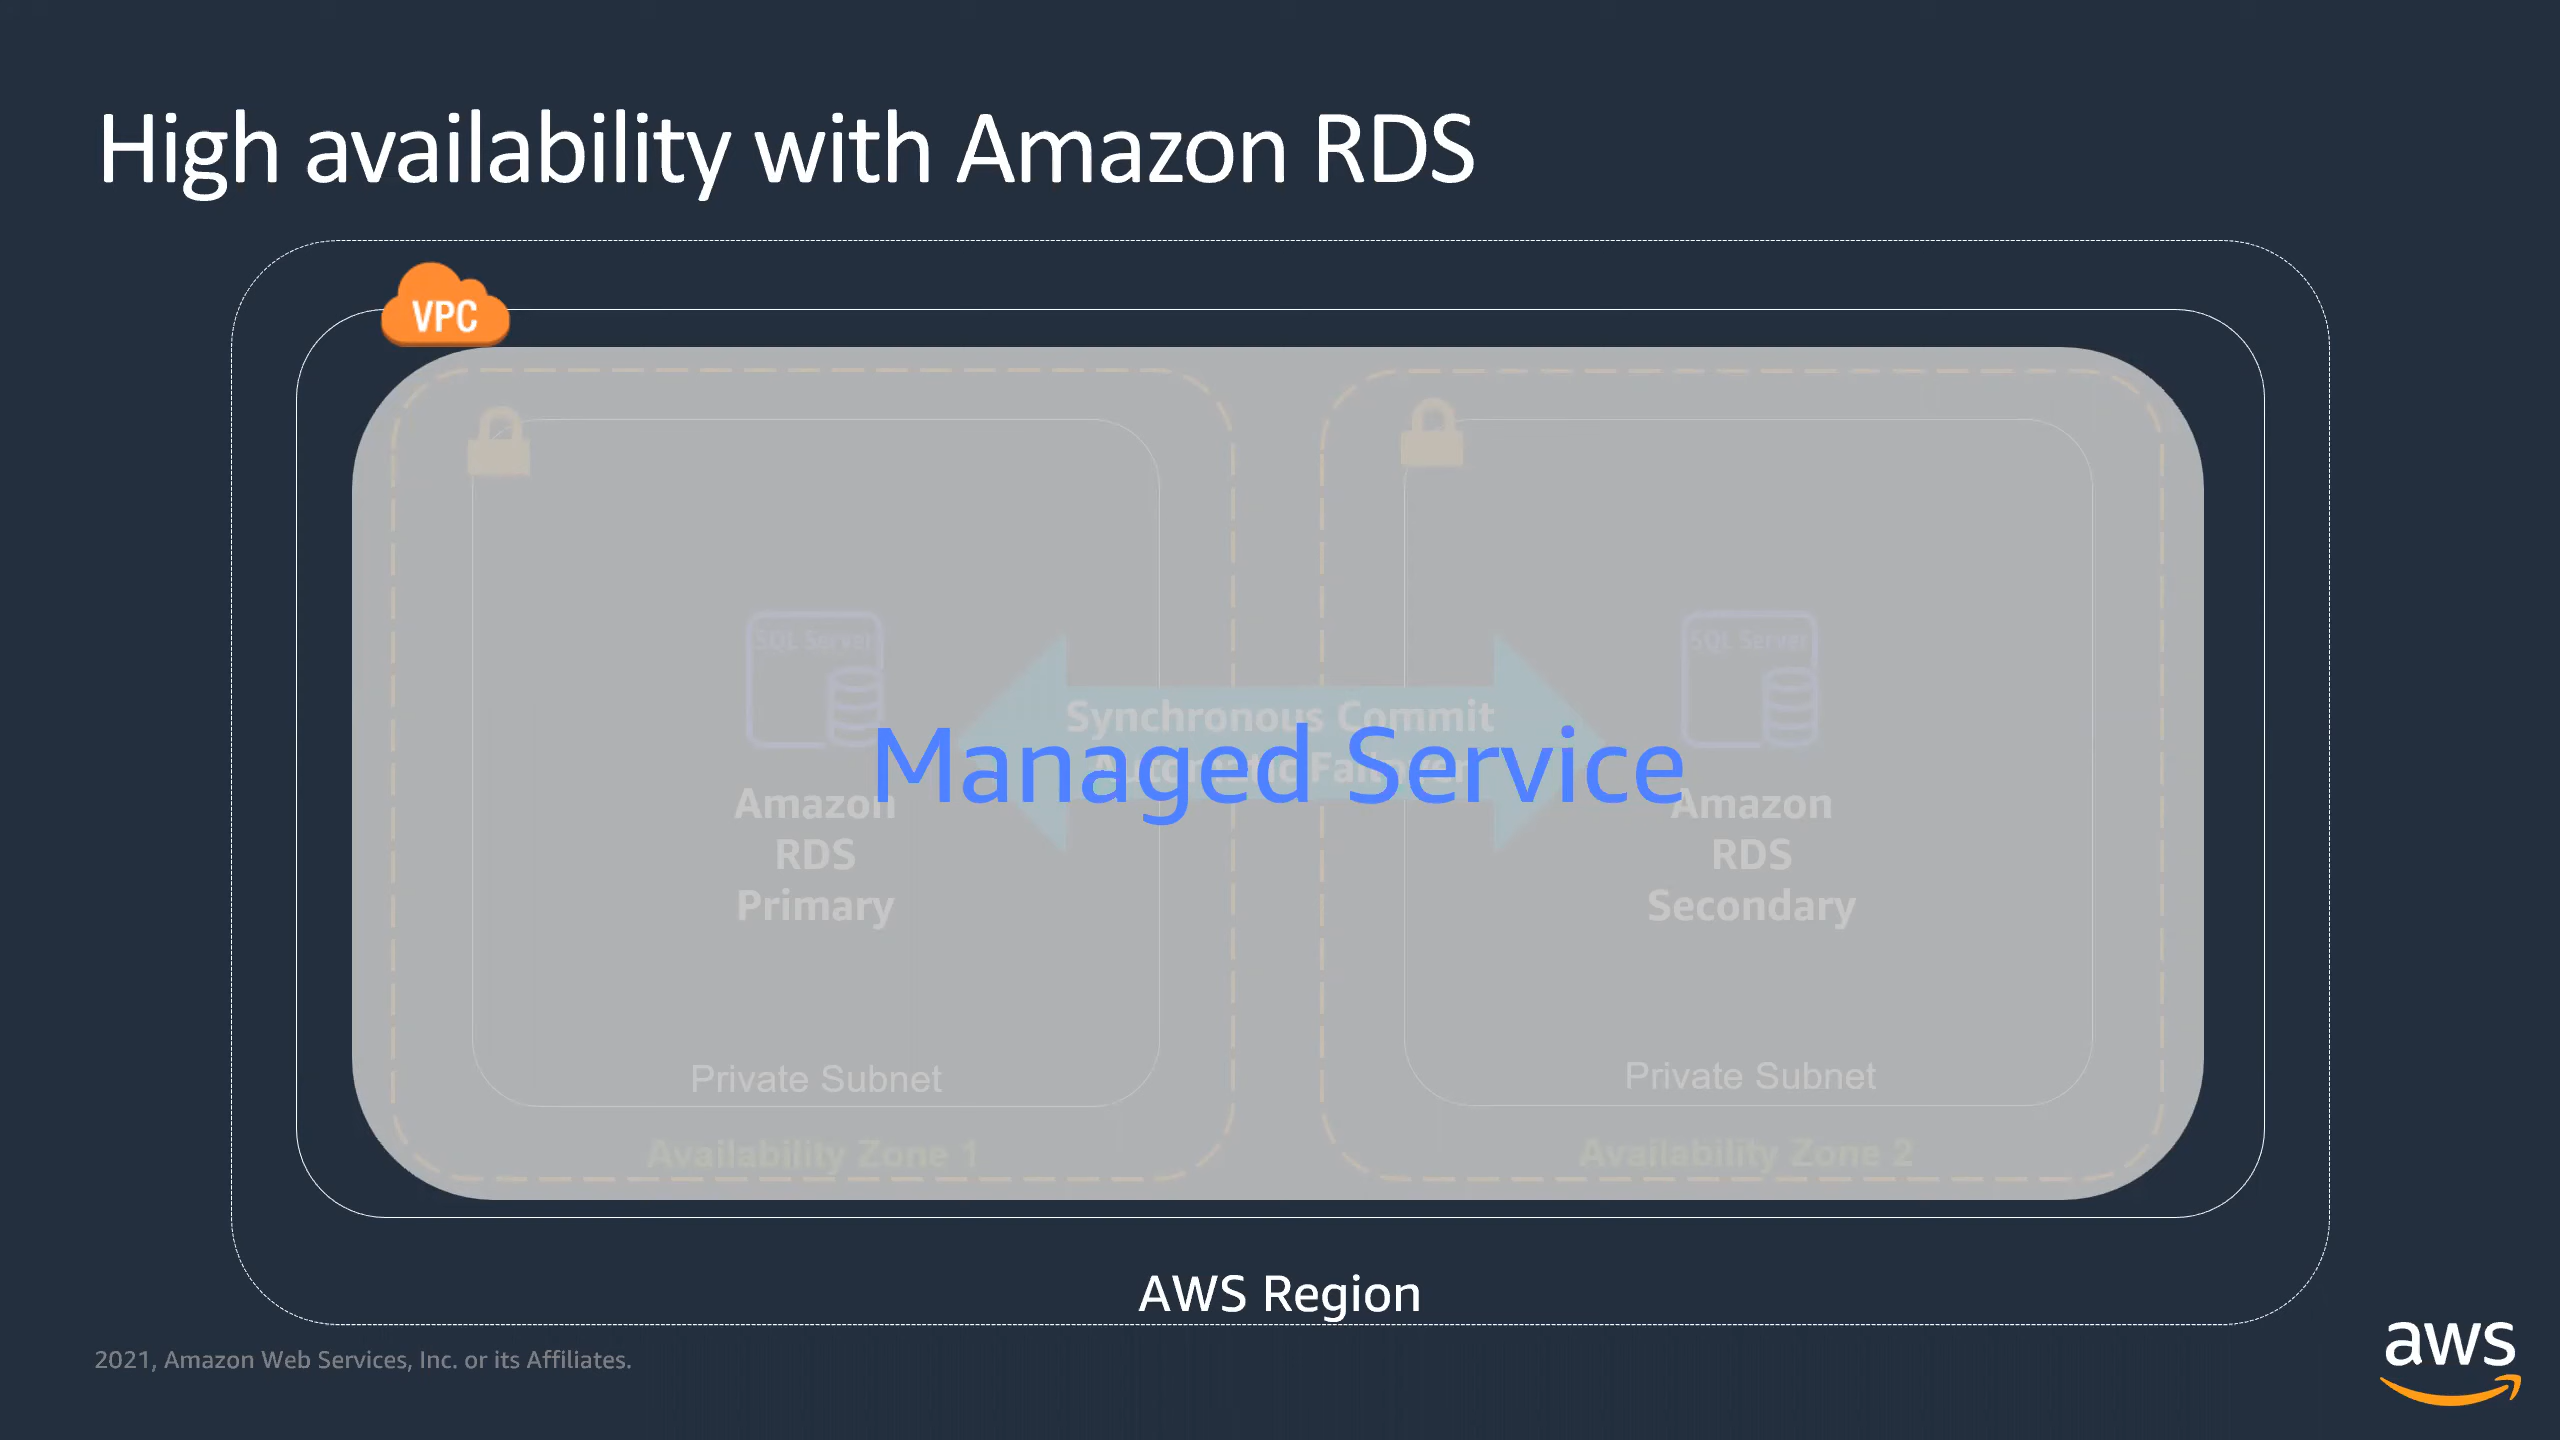 High availability with Amazon RDS
VPC
SQL Server
SQL Server
Synchronous Commit
Automatic Failover
Managed Service
Amazon
RDS
Primary
Amazon
RDS
Secondary
Private Subnet
Private Subnet
Availability Zone 1
Availability Zone 2
AWS Region
2021, Amazon Web Services, Inc. or its Affiliates.
aws